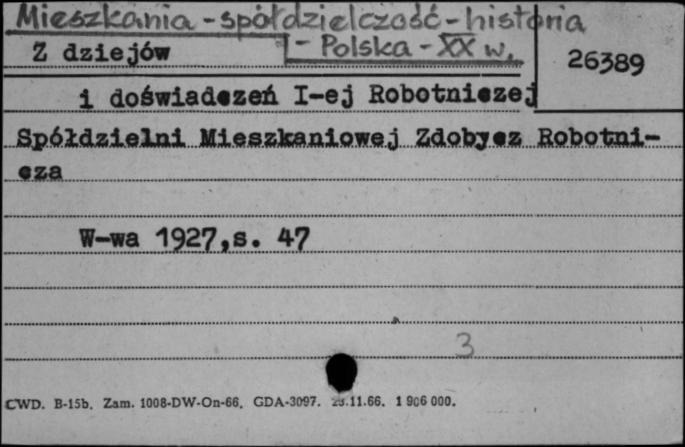 Mieszkania - spółdzielczość - historia
- Polska - XX w.
Z dziejów
26389
i doświadczeń I-ej Robotniczej
Spółdzielni Mieszkaniowej Zdobycz Robotni-
cza
W-wa 1927,s. 47
3
CWD. B-15b. Zam. 1008-DW-On-66. GDA-3097. .11.66. 1 906 000.